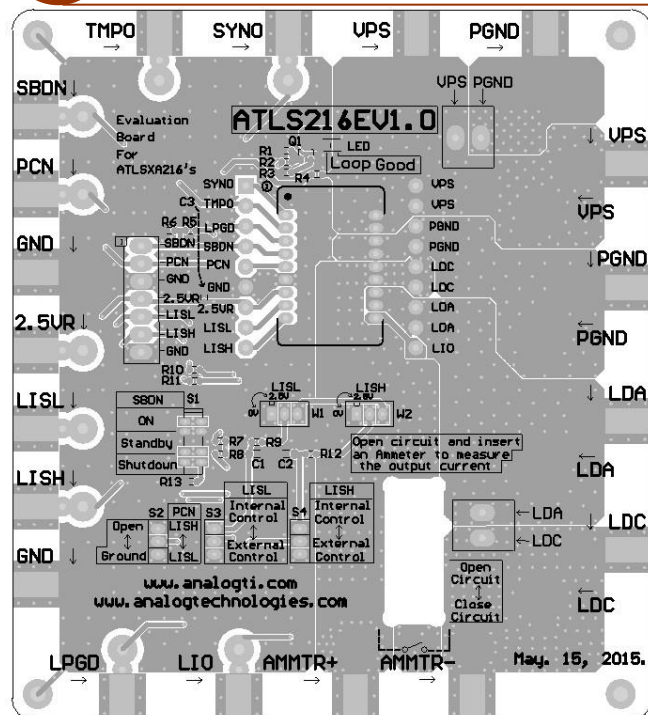 TMPO
SYNO
VPS
PGND
SBDN
PCN
GND
2.5VR
LISL
LISH
GND
Evaluation
Board
For
ATLSXA216's
ATLS216EV1.0
VPS PGND
Q1
LED
R1
R2
R3
R4
Loop Good
VPS
VPS
PGND
PGND
LDA
LDA
LDC
LDC
SYNO
TMPO
LPGD
SBDN
PCN
GND
2.5VR
LISL
LISH
1
C3
R6 R5
VPS
VPS
PGND
PGND
LDC
LDC
LDA
LDA
LIO
1
SBDN
PCN
GND
2.5VR
LISL
LISH
GND
R10
R11
SBDN S1
ON
Standby
Shutdown
R13
R7
R8
R9
C1
C2
R12
LISL
0V
2.5V
W1
LISH
0V
2.5V
W2
Open circuit and insert
an Ammeter to measure
the output current
S2 PCN
Open LISH
Ground LISL
S3 LISL
Internal
Control
External
Control
S4 LISH
Internal
Control
External
Control
LDA
LDC
Open
Circuit
Close
Circuit
www.analogti.com
www.analogtechnologies.com
LPGD
LIO
AMMTR+
AMMTR-
May. 15, 2015.